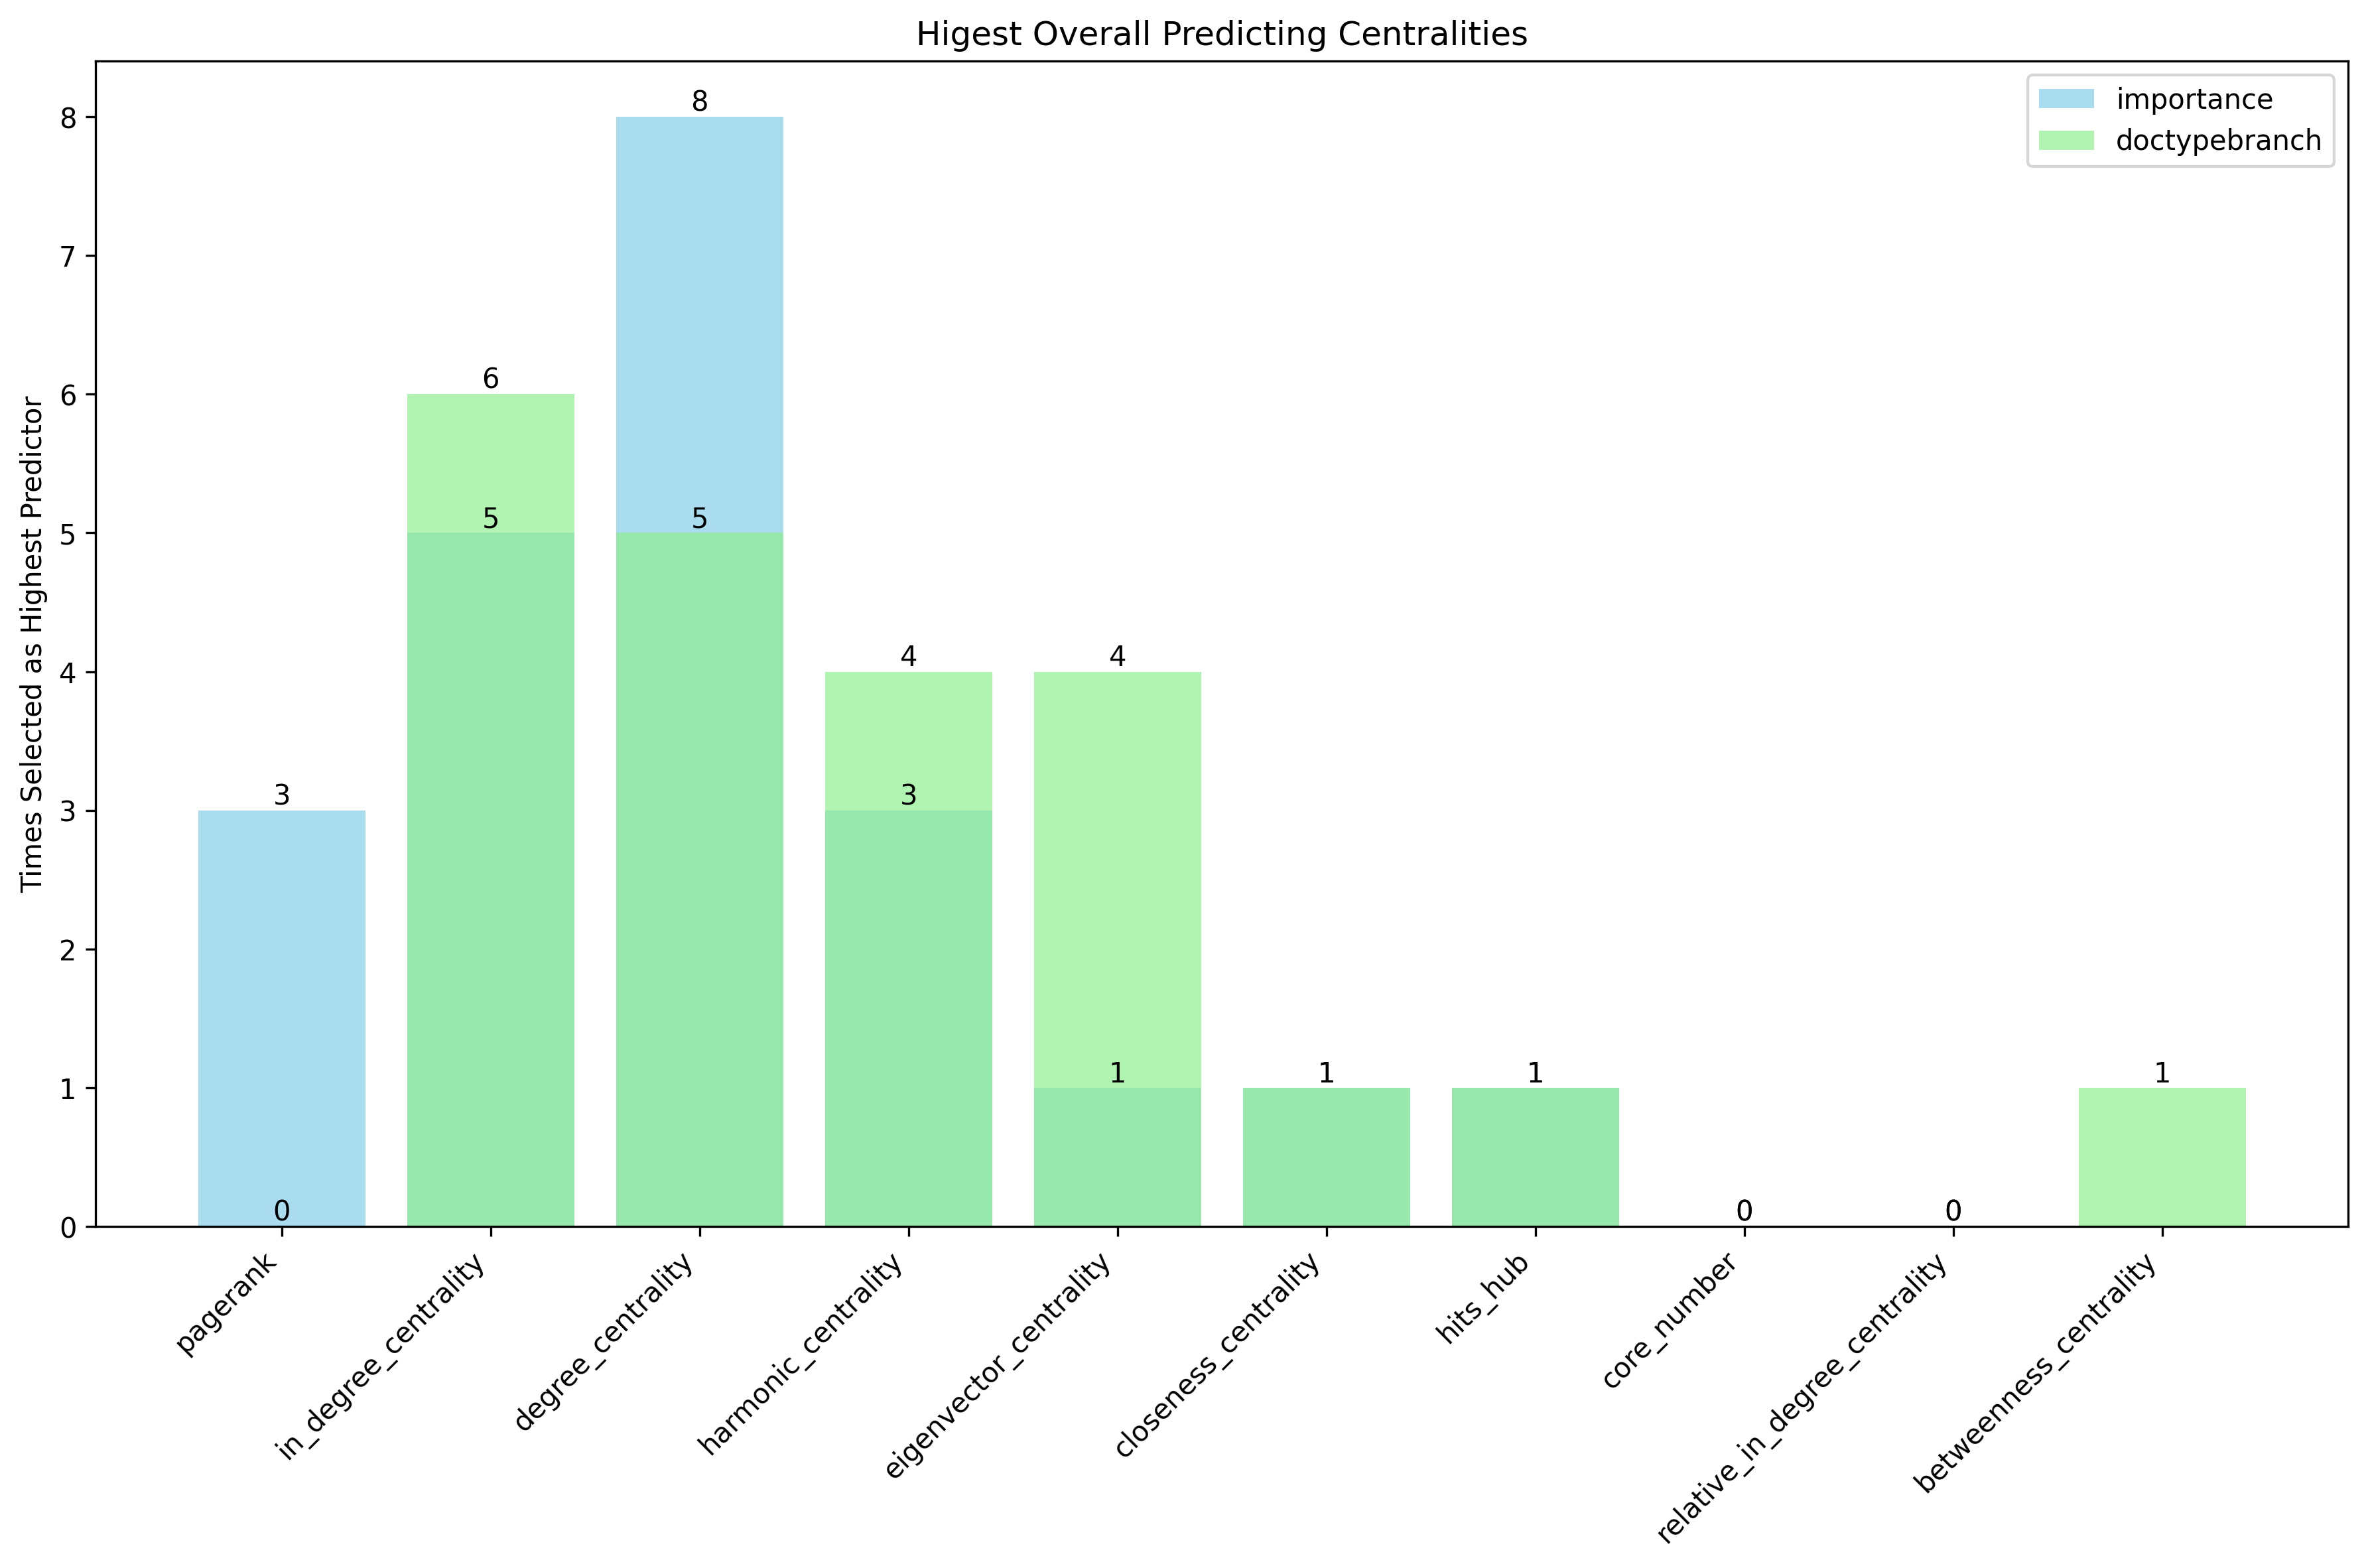 Higest Overall Predicting Centralities
importance
doctypebranch
Times Selected as Highest Predictor
8
7
6
5
4
3
2
1
0
3
0
6
5
8
5
4
3
4
1
1
1
0
0
1
pagerank
in_degree_centrality
degree_centrality
harmonic_centrality
eigenvector_centrality
closeness_centrality
hits_hub
core_number
relative_in_degree_centrality
betweenness_centrality